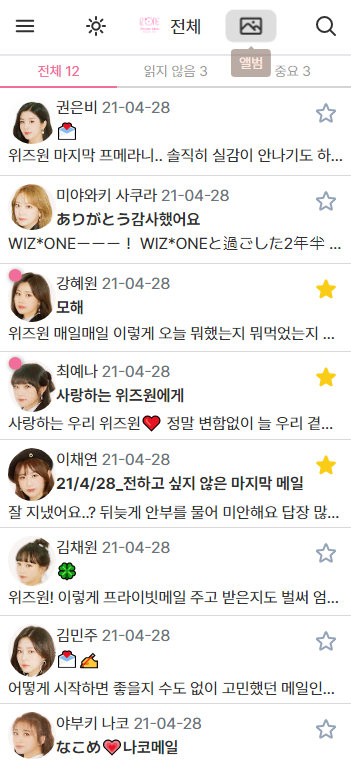 전체
앨범
전체 12
읽지 않음 3
중요 3
권은비 21-04-28
💌
위즈원 마지막 프메라니.. 솔직히 실감이 안나기도 하...
미야와키 사쿠라 21-04-28
ありがとう감사했어요
WIZ*ONEーーー！ WIZ*ONEと過ごした2年半 ...
강혜원 21-04-28
모해
위즈원 매일매일 이렇게 오늘 뭐했는지 뭐먹었는지 ...
최예나 21-04-28
사랑하는 위즈원에게
사랑하는 우리 위즈원❤️ 정말 변함없이 늘 우리 곁...
이채연 21-04-28
21/4/28_전하고 싶지 않은 마지막 메일
잘 지냈어요..? 뒤늦게 안부를 물어 미안해요 답장 많...
김채원 21-04-28
🍀
위즈원! 이렇게 프라이빗메일 주고 받은지도 벌써 엄...
김민주 21-04-28
💌✍️
어떻게 시작하면 좋을지 수도 없이 고민했던 메일인...
야부키 나코 21-04-28
なこめ❤️나코메일